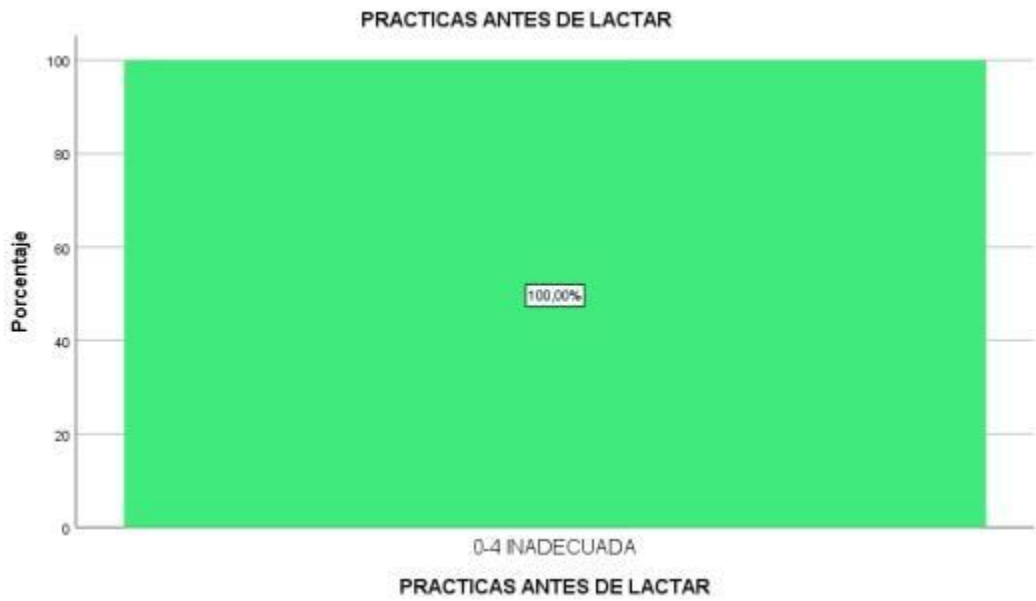 PRACTICAS ANTES DE LACTAR
100
80
60
40
20
0
Porcentaje
100,00%
0-4 INADECUADA
PRACTICAS ANTES DE LACTAR